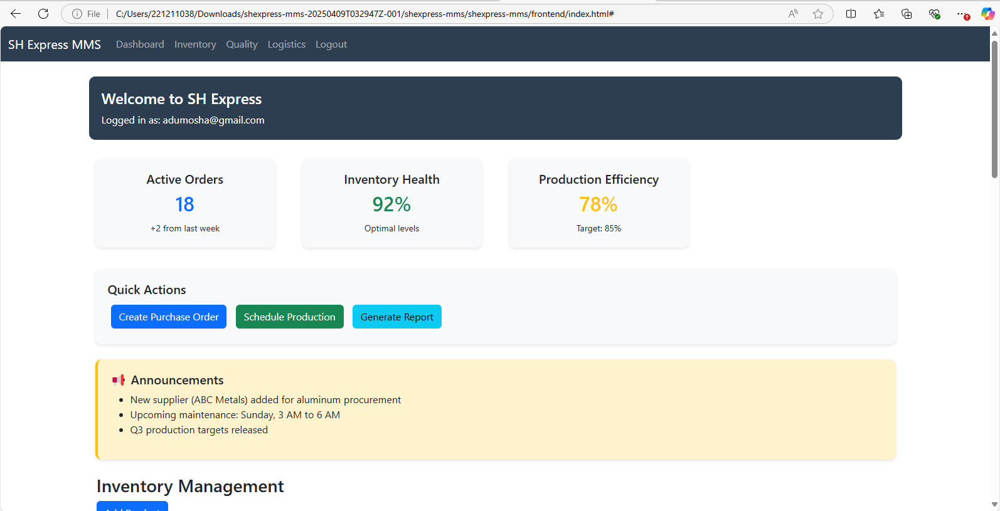 File
C:/Users/221211038/Downloads/shexpress-mms-20250409T032947Z-001/shexpress-mms/shexpress-mms/frontend/index.html#
SH Express MMS Dashboard Inventory Quality Logistics Logout
Welcome to SH Express
Logged in as: adumosha@gmail.com
Active Orders
18
+2 from last week
Inventory Health
92%
Optimal levels
Production Efficiency
78%
Target: 85%
Quick Actions
Create Purchase Order Schedule Production Generate Report
Announcements
New supplier (ABC Metals) added for aluminum procurement
Upcoming maintenance: Sunday, 3 AM to 6 AM
Q3 production targets released
Inventory Management
Add Product